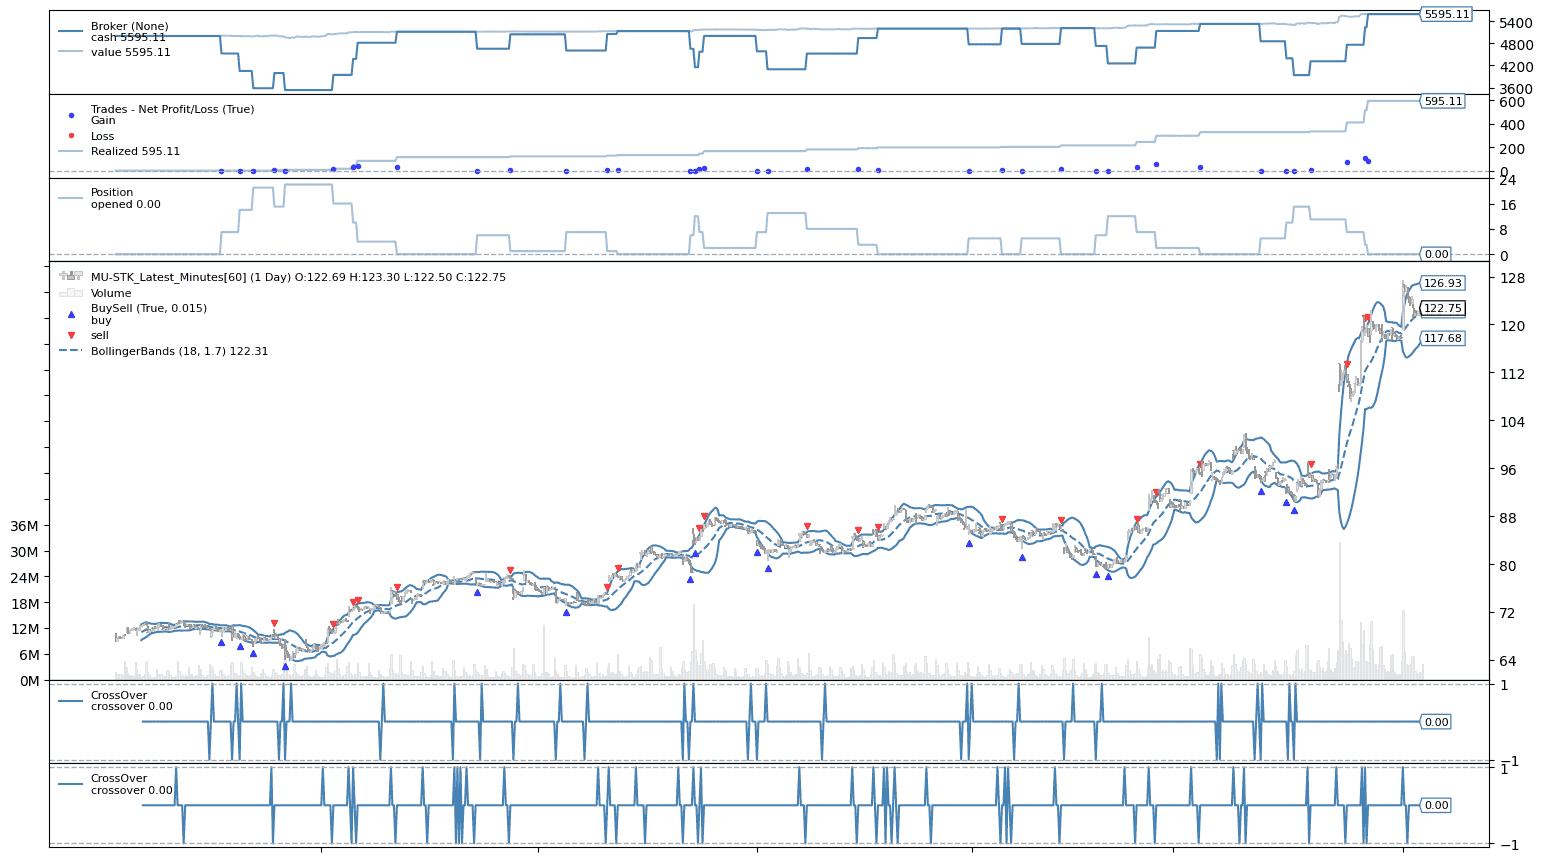 Broker (None)
cash 5595.11
value 5595.11
5595.11
5400
4800
4200
3600
Trades - Net Profit/Loss (True)
Gain
Loss
Realized 595.11
595.11
600
400
200
0
Position
opened 0.00
24
16
8
0
0.00
MU-STK_Latest_Minutes[60] (1 Day) O:122.69 H:123.30 L:122.50 C:122.75
Volume
BuySell (True, 0.015)
buy
sell
BollingerBands (18, 1.7) 122.31
126.93
122.75
117.68
128
120
112
104
96
88
80
72
64
36M
30M
24M
18M
12M
6M
0M
CrossOver
crossover 0.00
1
0.00
−1
CrossOver
crossover 0.00
1
0.00
−1